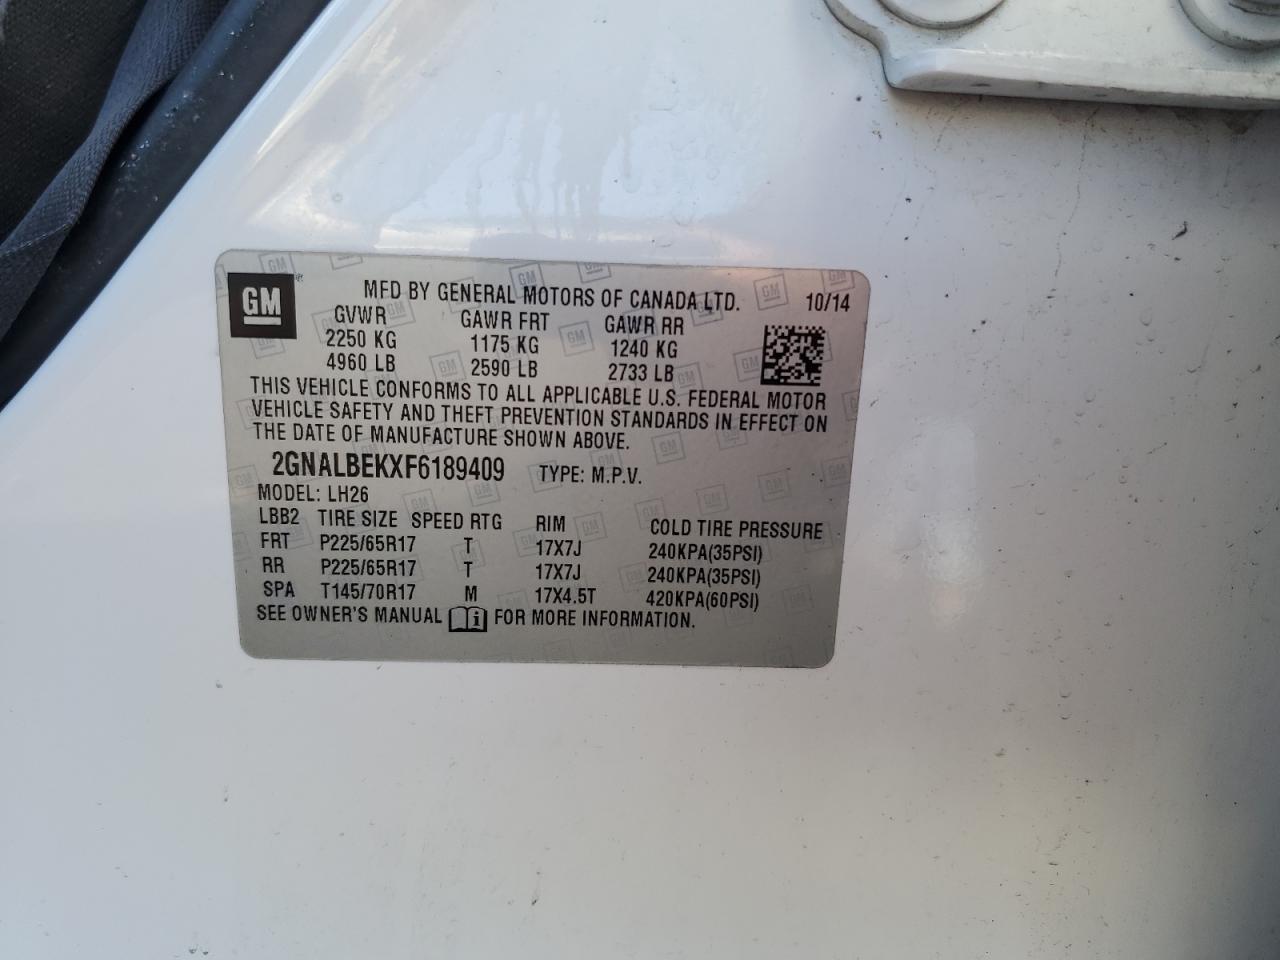 GM
MFD BY GENERAL MOTORS OF CANADA LTD. 10/14
GVWR GAWR FRT GAWR RR
2250 KG 1175 KG 1240 KG
4960 LB 2590 LB 2733 LB
THIS VEHICLE CONFORMS TO ALL APPLICABLE U.S. FEDERAL MOTOR
VEHICLE SAFETY AND THEFT PREVENTION STANDARDS IN EFFECT ON
THE DATE OF MANUFACTURE SHOWN ABOVE.
2GNALBEKXF6189409 TYPE: M.P.V.
MODEL: LH26
LBB2 TIRE SIZE SPEED RTG RIM COLD TIRE PRESSURE
FRT P225/65R17 T 17X7J 240KPA(35PSI)
RR P225/65R17 T 17X7J 240KPA(35PSI)
SPA T145/70R17 M 17X4.5T 420KPA(60PSI)
SEE OWNER'S MANUAL i FOR MORE INFORMATION.